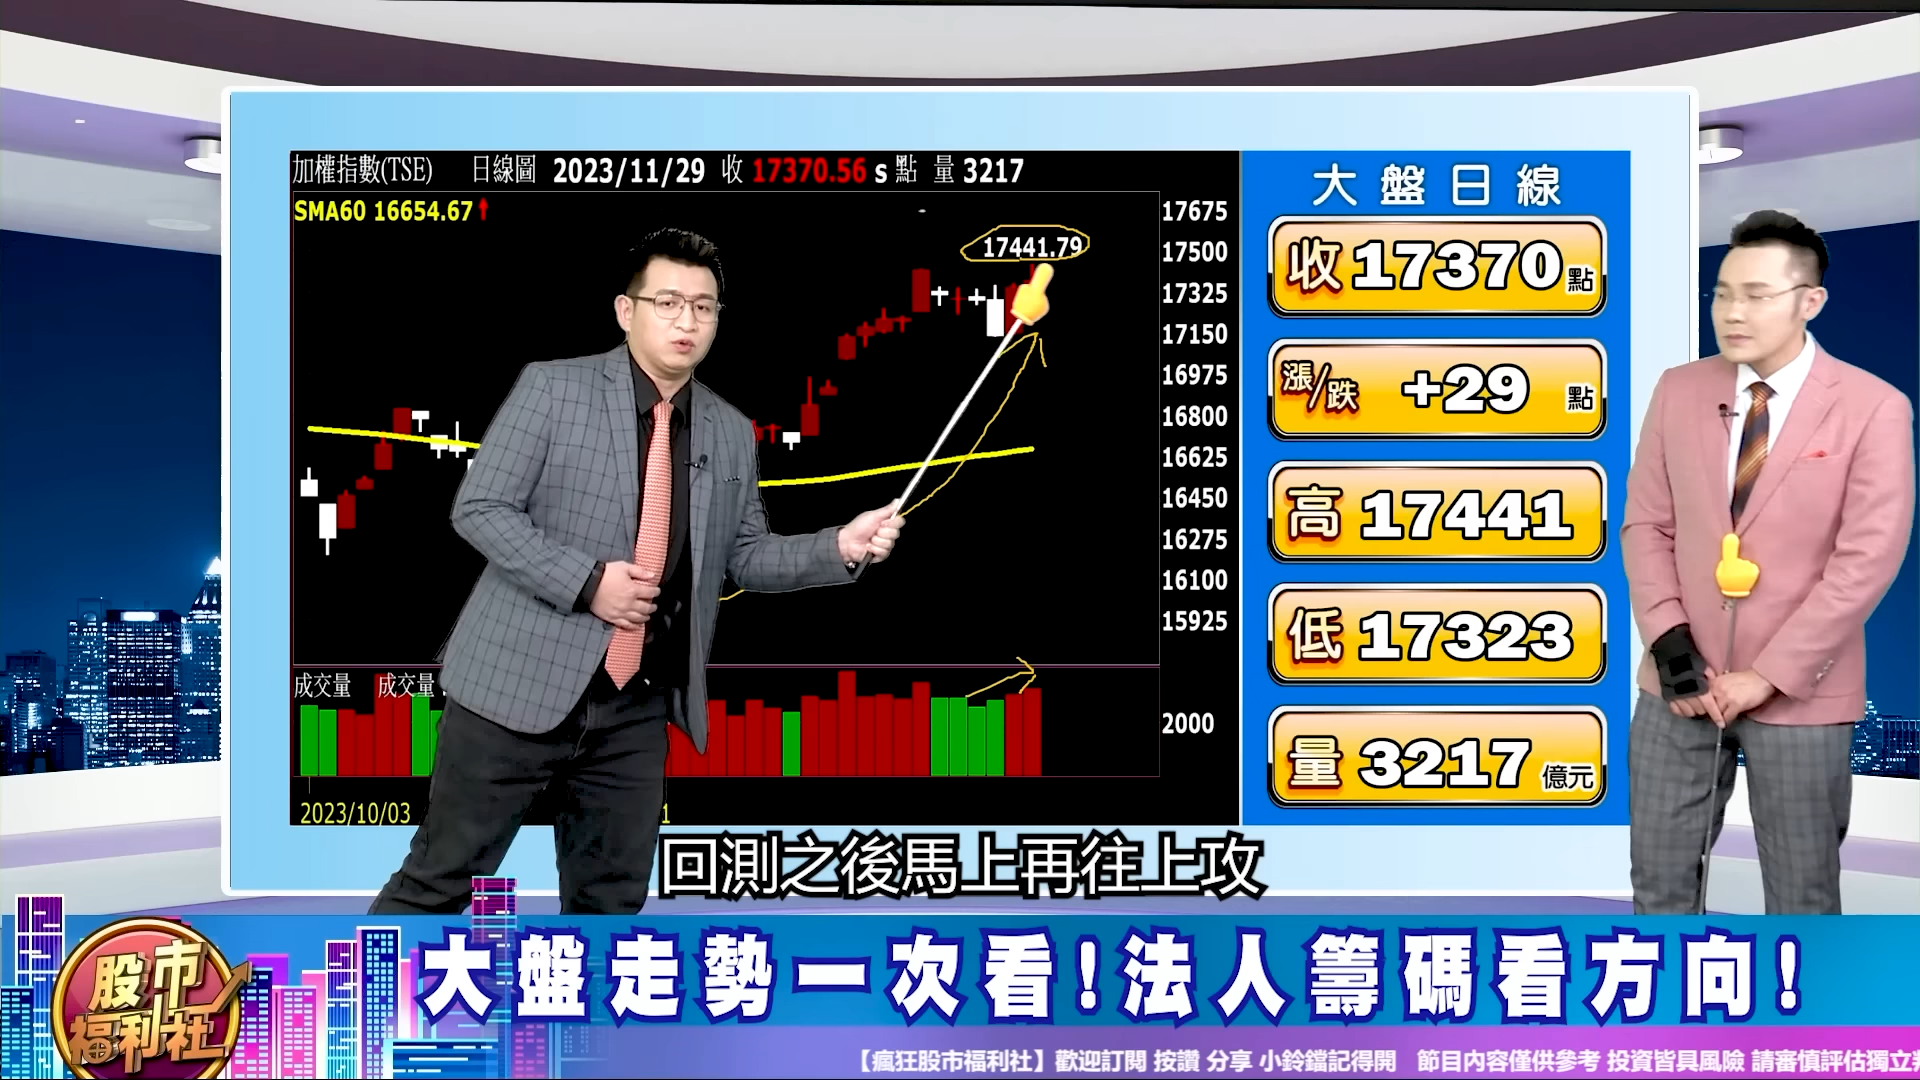 加權指數(TSE) 日線圖 2023/11/29 收 17370.56 s 點 量 3217
SMA60 16654.67↑
17441.79
17675
17500
17325
17150
16975
16800
16625
16450
16275
16100
15925
成交量 成交量
2000
2023/10/03
大盤日線
收 17370 點
漲/跌 +29 點
高 17441
低 17323
量 3217 億元
回測之後馬上再往上攻
股市福利社
大盤走勢一次看!法人籌碼看方向!
【瘋狂股市福利社】歡迎訂閱 按讚 分享 小鈴鐺記得開 節目內容僅供參考 投資皆具風險 請審慎評估獨立